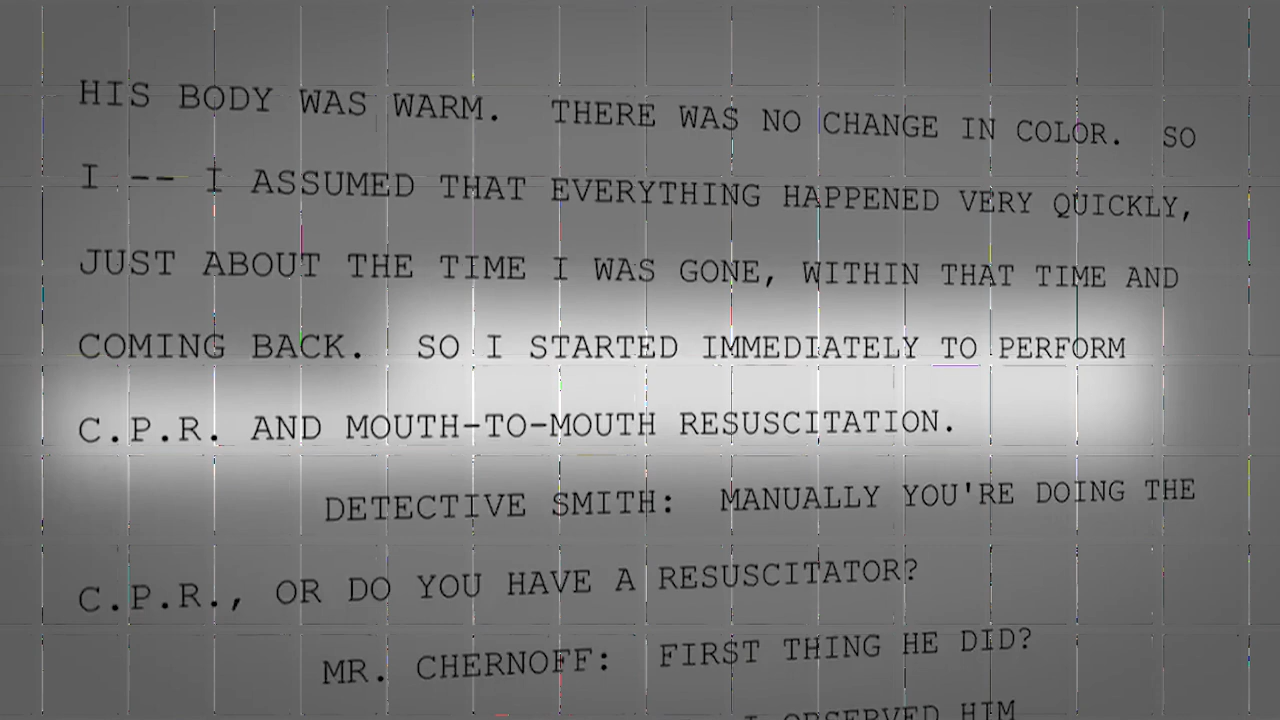 HIS BODY WAS WARM. THERE WAS NO CHANGE IN COLOR. SO
I -- I ASSUMED THAT EVERYTHING HAPPENED VERY QUICKLY,
JUST ABOUT THE TIME I WAS GONE, WITHIN THAT TIME AND
COMING BACK. SO I STARTED IMMEDIATELY TO PERFORM
C.P.R. AND MOUTH-TO-MOUTH RESUSCITATION.
DETECTIVE SMITH: MANUALLY YOU'RE DOING THE
C.P.R., OR DO YOU HAVE A RESUSCITATOR?
MR. CHERNOFF: FIRST THING HE DID?
I OBSERVED HIM